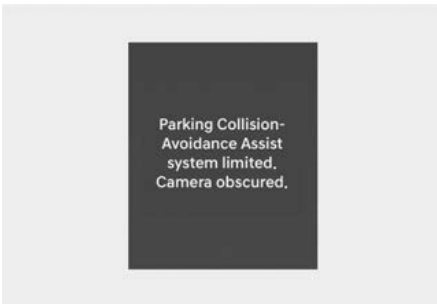 Parking Collision-
Avoidance Assist
system limited.
Camera obscured.